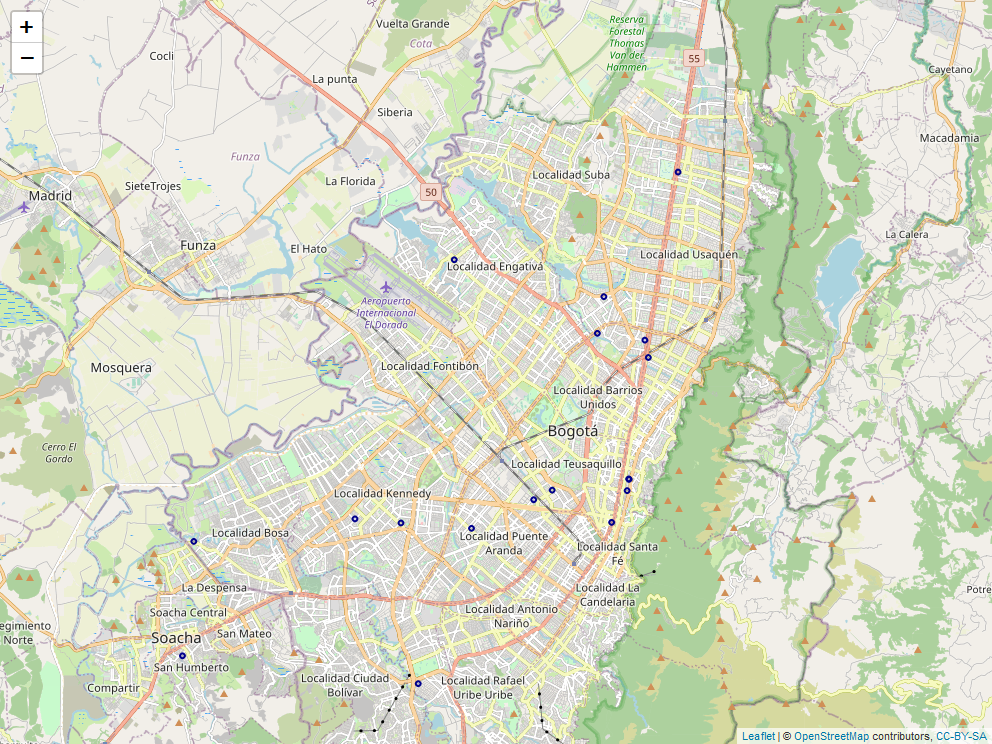 +
−
Vuelta Grande
Cota
Cocli
La punta
Siberia
Reserva
Forestal
Thomas
Van der
Hammen
55
Cayetano
Macadamia
Funza
SieteTrojes
La Florida
50
Localidad Suba
Madrid
Funza
El Hato
La Calera
Localidad Usaquén
Localidad Engativá
Aeropuerto
Internacional
El Dorado
Mosquera
Localidad Fontibón
Localidad Barrios
Unidos
Bogotá
Cerro El
Gordo
Localidad Teusaquillo
Localidad Kennedy
Localidad Bosa
Localidad Puente
Aranda
Localidad Santa
Fé
La Despensa
Localidad La
Candelaria
Potre
Soacha Central
Localidad Antonio
Nariño
egimiento
Norte
Soacha
San Mateo
San Humberto
Localidad Ciudad
Bolívar
Localidad Rafael
Uribe Uribe
Compartir
Leaflet | © OpenStreetMap contributors, CC-BY-SA